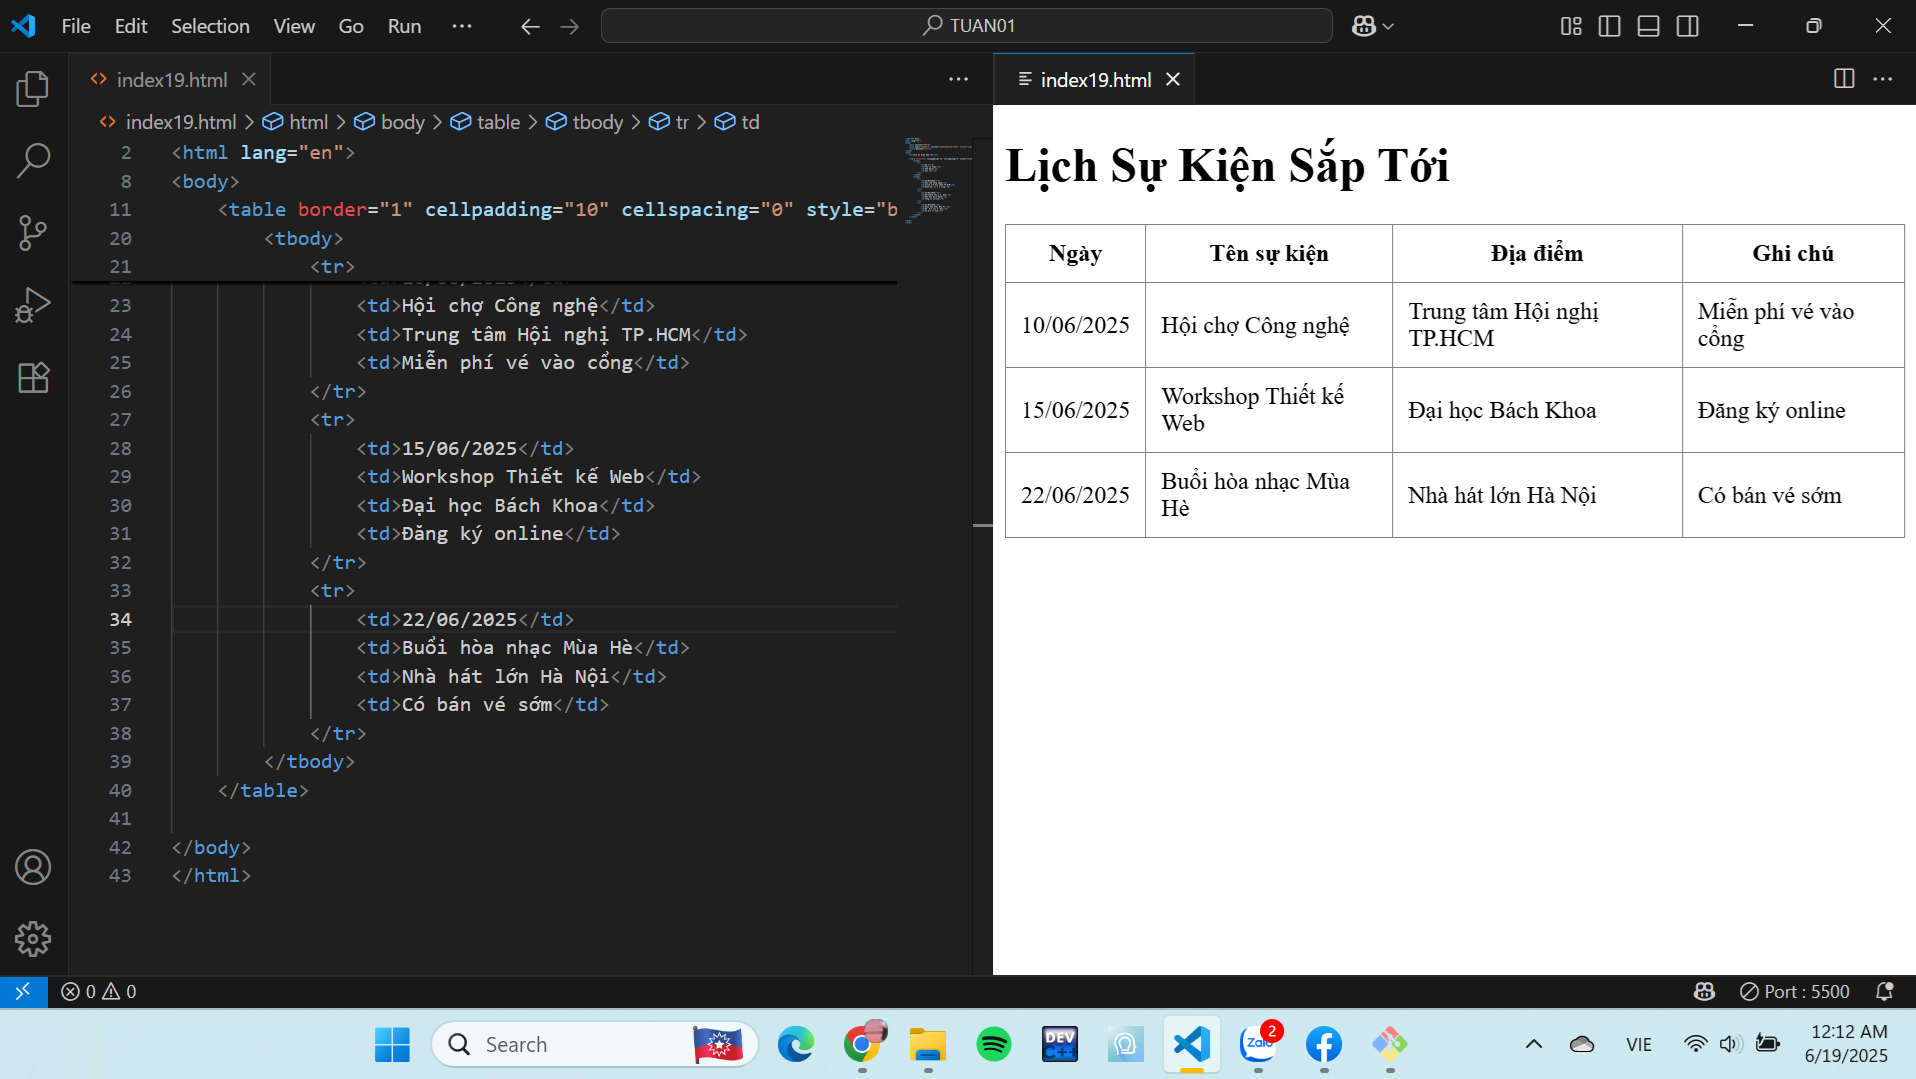 File Edit Selection View Go Run ··· TUAN01
index19.html
index19.html > html > body > table > tbody > tr > td
2 <html lang="en">
8 <body>
11 <table border="1" cellpadding="10" cellspacing="0" style="b
20 <tbody>
21 <tr>
23 <td>Hội chợ Công nghệ</td>
24 <td>Trung tâm Hội nghị TP.HCM</td>
25 <td>Miễn phí vé vào cổng</td>
26 </tr>
27 <tr>
28 <td>15/06/2025</td>
29 <td>Workshop Thiết kế Web</td>
30 <td>Đại học Bách Khoa</td>
31 <td>Đăng ký online</td>
32 </tr>
33 <tr>
34 <td>22/06/2025</td>
35 <td>Buổi hòa nhạc Mùa Hè</td>
36 <td>Nhà hát lớn Hà Nội</td>
37 <td>Có bán vé sớm</td>
38 </tr>
39 </tbody>
40 </table>
41
42 </body>
43 </html>
index19.html
Lịch Sự Kiện Sắp Tới
Ngày Tên sự kiện Địa điểm Ghi chú
10/06/2025 Hội chợ Công nghệ Trung tâm Hội nghị TP.HCM Miễn phí vé vào cổng
15/06/2025 Workshop Thiết kế Web Đại học Bách Khoa Đăng ký online
22/06/2025 Buổi hòa nhạc Mùa Hè Nhà hát lớn Hà Nội Có bán vé sớm
0 0 Port : 5500
Search DEV C++ Zalo 2 VIE 12:12 AM
6/19/2025